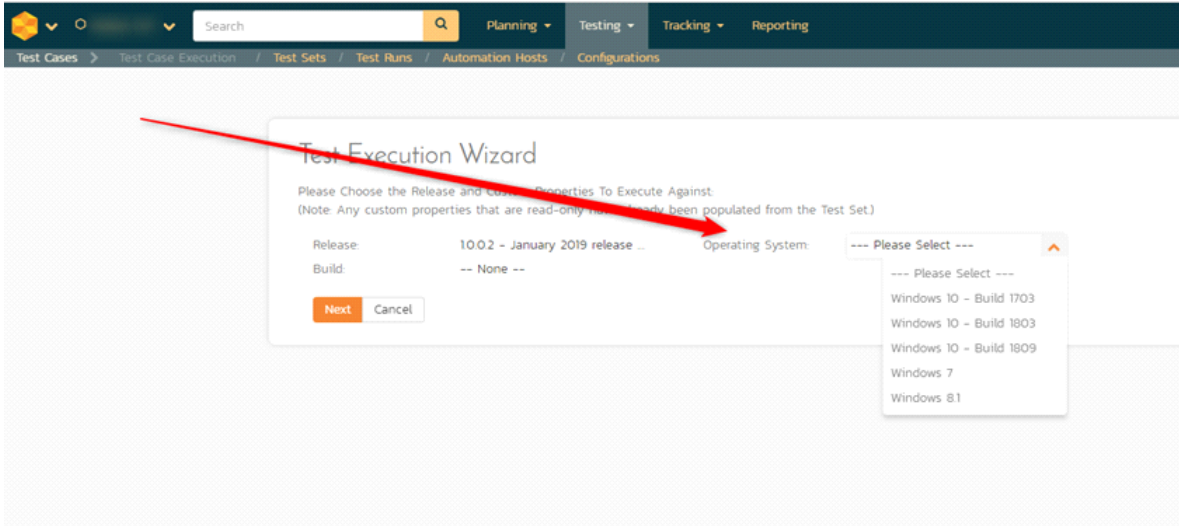 Search Planning Testing Tracking Reporting
Test Cases > Test Case Execution / Test Sets / Test Runs / Automation Hosts / Configurations
Test Execution Wizard
Please Choose the Release and Custom Properties To Execute Against:
(Note: Any custom properties that are read-only have already been populated from the Test Set.)
Release: 1.0.0.2 - January 2019 release ... Operating System: --- Please Select ---
Build: -- None --
--- Please Select ---
Windows 10 - Build 1703
Windows 10 - Build 1803
Windows 10 - Build 1809
Windows 7
Windows 8.1
Next Cancel